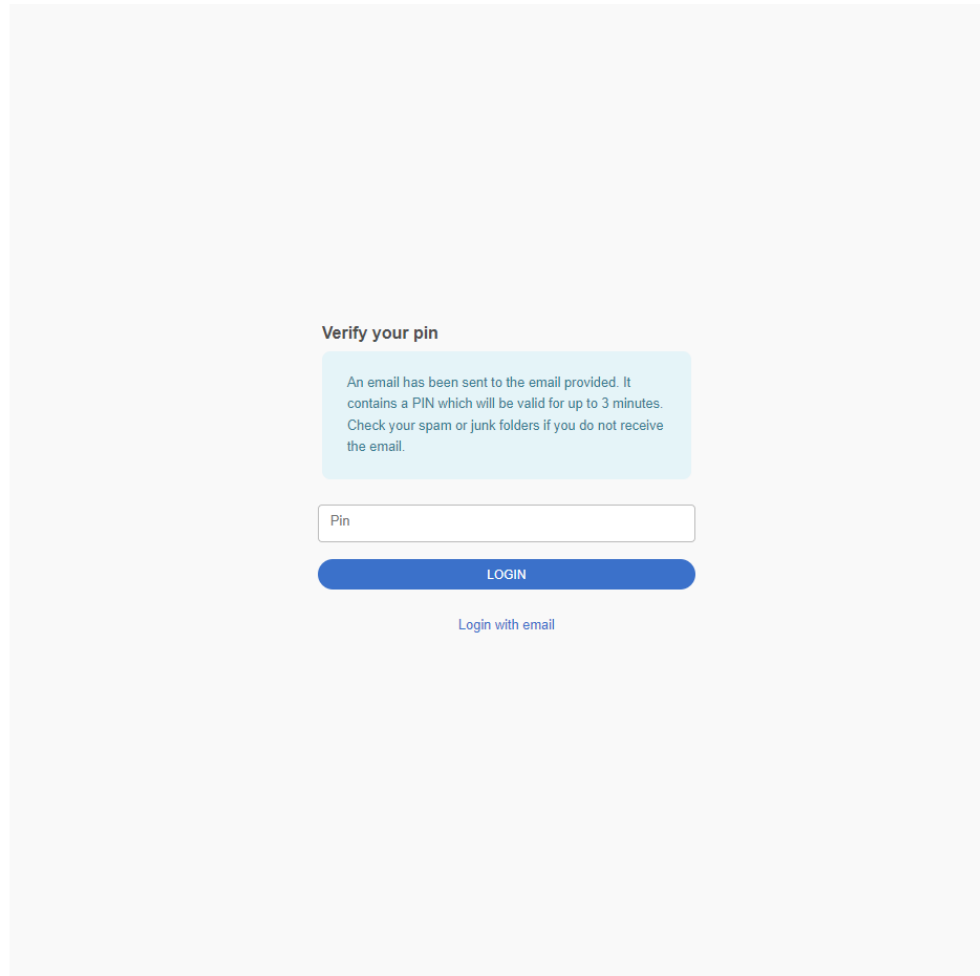 Verify your pin
An email has been sent to the email provided. It
contains a PIN which will be valid for up to 3 minutes.
Check your spam or junk folders if you do not receive
the email.
Pin
LOGIN
Login with email